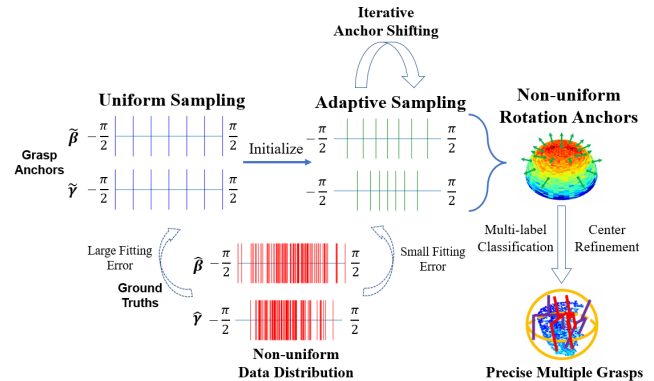 Iterative
Anchor Shifting
Uniform Sampling
Adaptive Sampling
Non-uniform
Rotation Anchors
Grasp
Anchors
β̃ −π/2 π/2
γ̃ −π/2 π/2
Initialize
−π/2 π/2
−π/2 π/2
Multi-label
Classification
Center
Refinement
Large Fitting
Error
Small Fitting
Error
Ground
Truths
β̂ −π/2 π/2
γ̂ −π/2 π/2
Non-uniform
Data Distribution
Precise Multiple Grasps